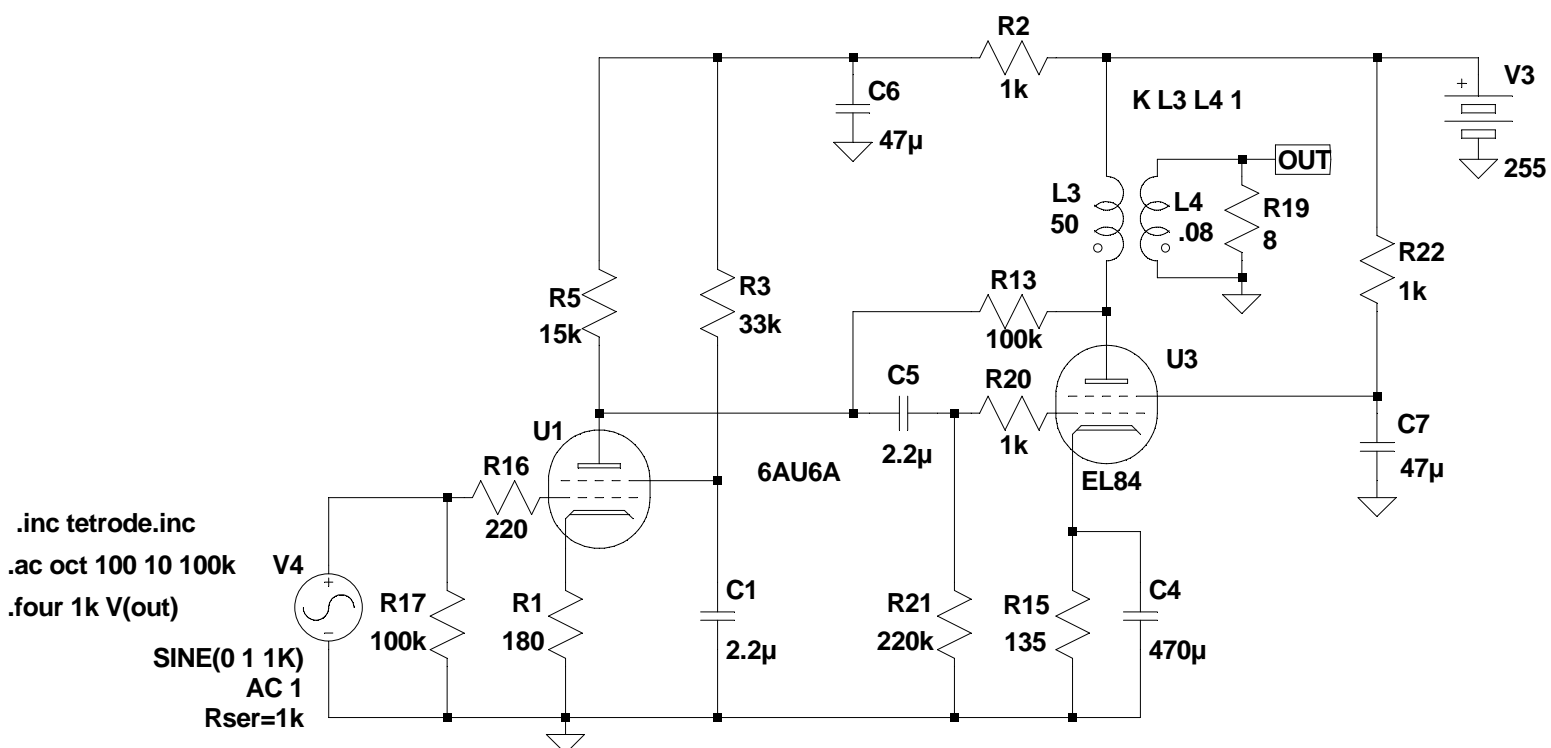 R2
1k
C6
47µ
K L3 L4 1
V3
+
255
OUT
L3
50
L4
.08
R19
8
R22
1k
R5
15k
R3
33k
R13
100k
U3
C5
2.2µ
R20
1k
EL84
C7
47µ
U1
6AU6A
R16
220
.inc tetrode.inc
.ac oct 100 10 100k
.four 1k V(out)
V4
+
-
SINE(0 1 1K)
AC 1
Rser=1k
R17
100k
R1
180
C1
2.2µ
R21
220k
R15
135
C4
470µ